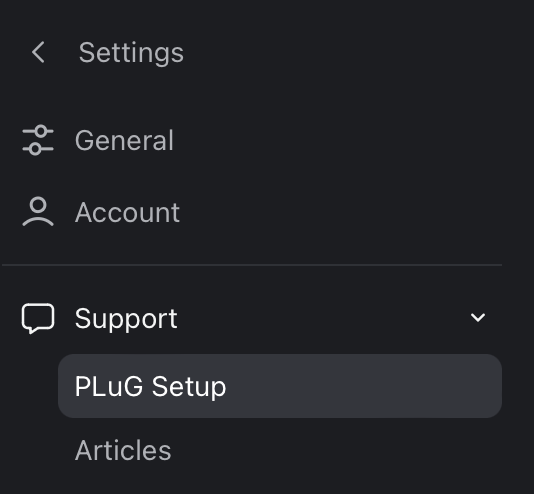 Settings
General
Account
Support
PLuG Setup
Articles